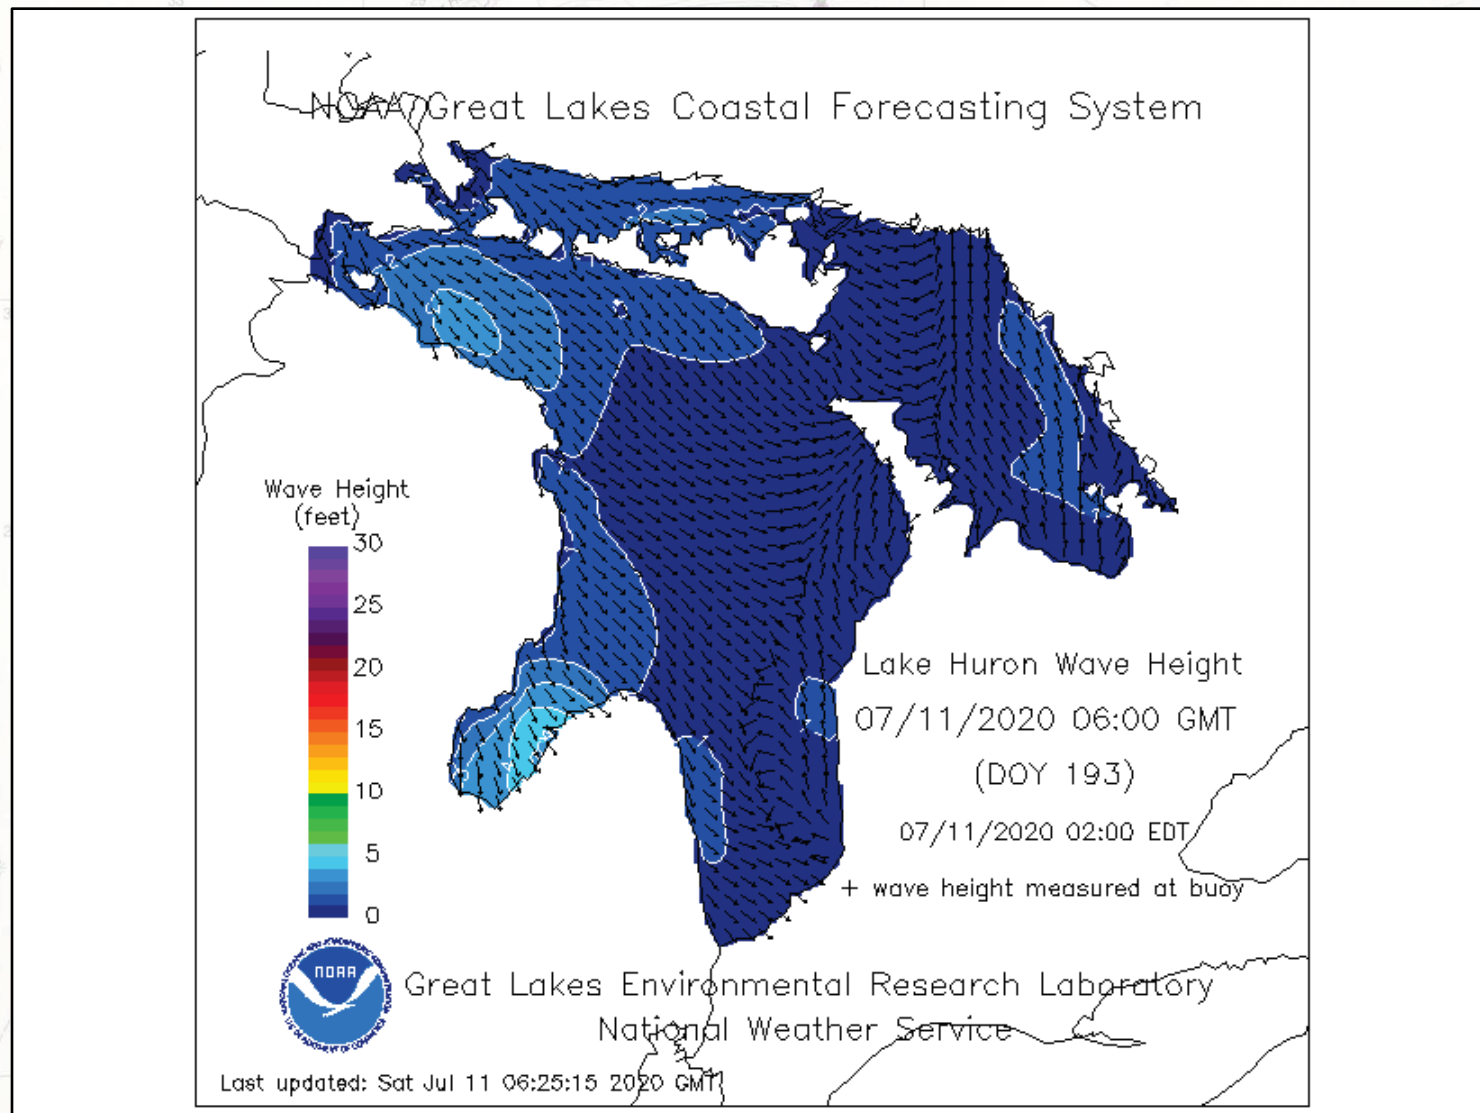 NOAA/Great Lakes Coastal Forecasting System
Wave Height
(feet)
30
25
20
15
10
5
0
Lake Huron Wave Height
07/11/2020 06:00 GMT
(DOY 193)
07/11/2020 02:00 EDT
+ wave height measured at buoy
NOAA
Great Lakes Environmental Research Laboratory
National Weather Service
Last updated: Sat Jul 11 06:25:15 2020 GMT